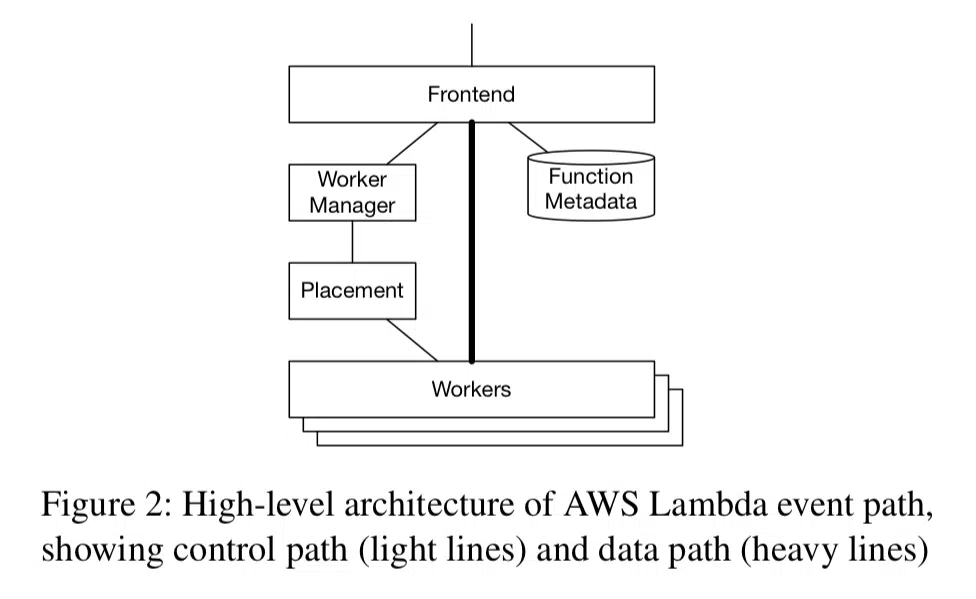 Frontend
Worker
Manager
Function
Metadata
Placement
Workers
Figure 2: High-level architecture of AWS Lambda event path,
showing control path (light lines) and data path (heavy lines)